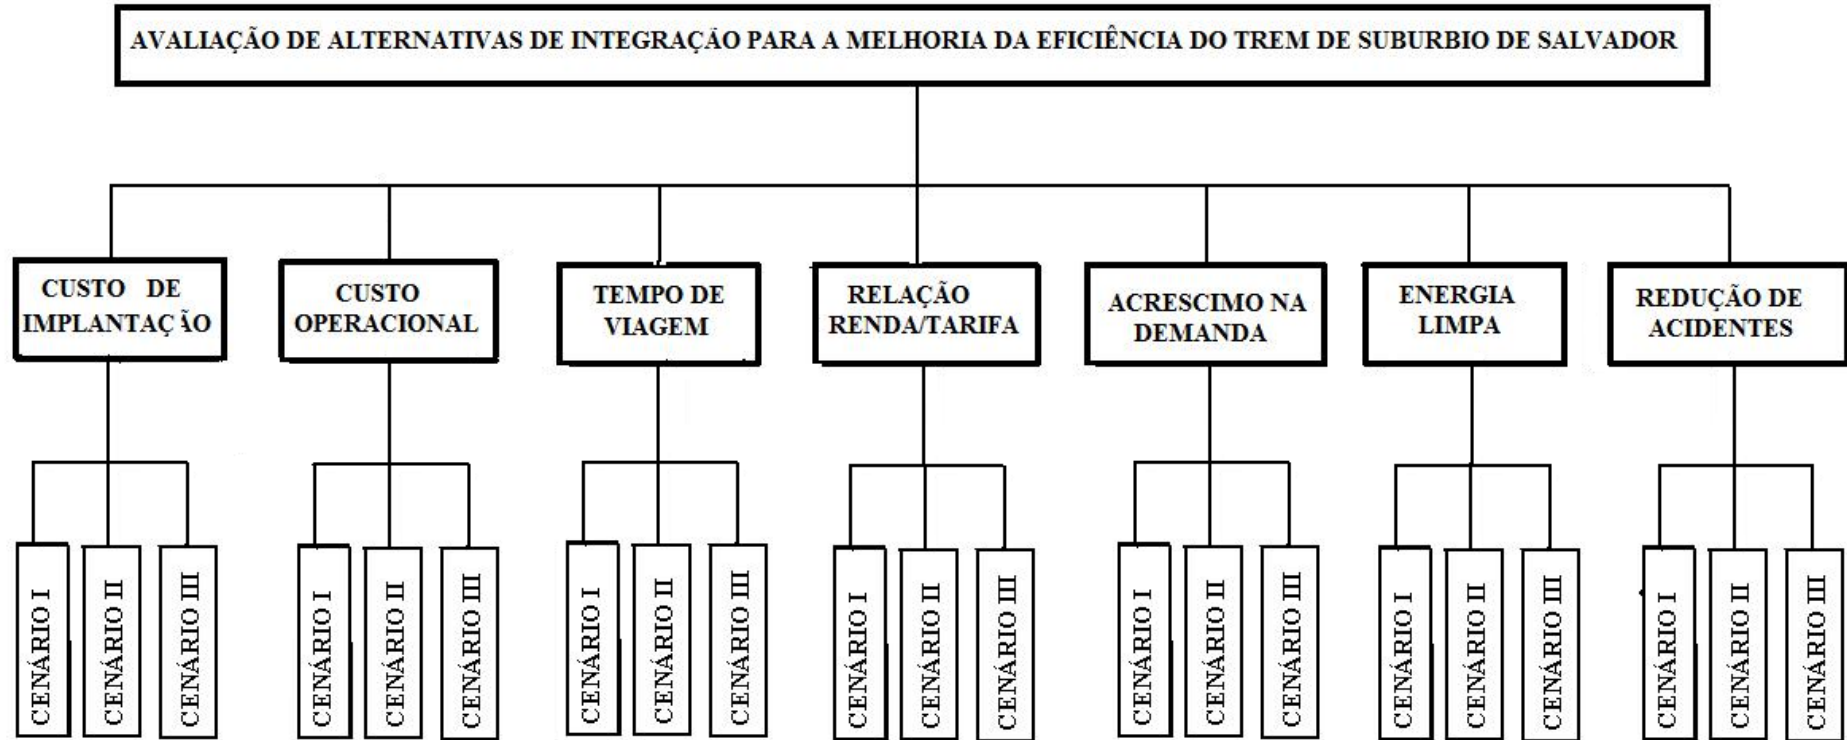 AVALIAÇÃO DE ALTERNATIVAS DE INTEGRAÇÃO PARA A MELHORIA DA EFICIÊNCIA DO TREM DE SUBURBIO DE SALVADOR
CUSTO DE
IMPLANTAÇÃO
CUSTO
OPERACIONAL
TEMPO DE
VIAGEM
RELAÇÃO
RENDA/TARIFA
ACRESCIMO NA
DEMANDA
ENERGIA
LIMPA
REDUÇÃO DE
ACIDENTES
CENÁRIO I
CENÁRIO II
CENÁRIO III
CENÁRIO I
CENÁRIO II
CENÁRIO III
CENÁRIO I
CENÁRIO II
CENÁRIO III
CENÁRIO I
CENÁRIO II
CENÁRIO III
CENÁRIO I
CENÁRIO II
CENÁRIO III
CENÁRIO I
CENÁRIO II
CENÁRIO III
CENÁRIO I
CENÁRIO II
CENÁRIO III